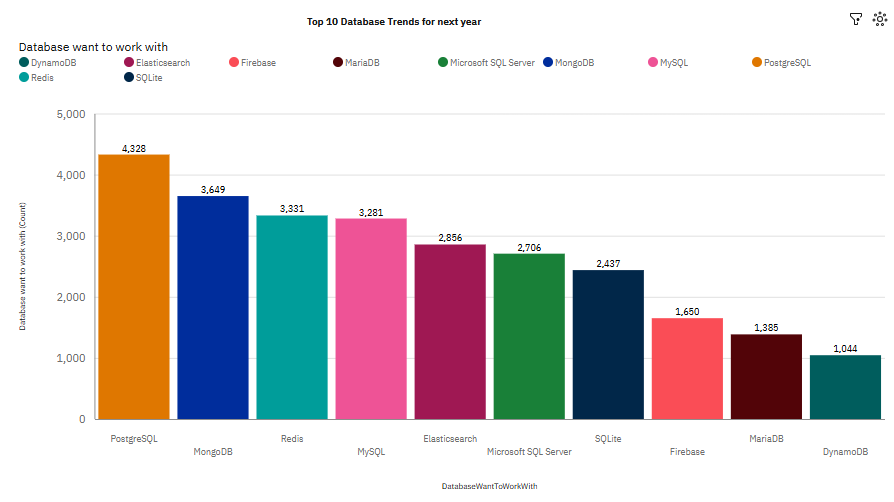 Top 10 Database Trends for next year
Database want to work with
DynamoDB Elasticsearch Firebase MariaDB Microsoft SQL Server MongoDB MySQL PostgreSQL
Redis SQLite
Database want to work with (Count)
5,000
4,000
3,000
2,000
1,000
0
4,328
3,649
3,331
3,281
2,856
2,706
2,437
1,650
1,385
1,044
PostgreSQL
MongoDB
Redis
MySQL
Elasticsearch
Microsoft SQL Server
SQLite
Firebase
MariaDB
DynamoDB
DatabaseWantToWorkWith